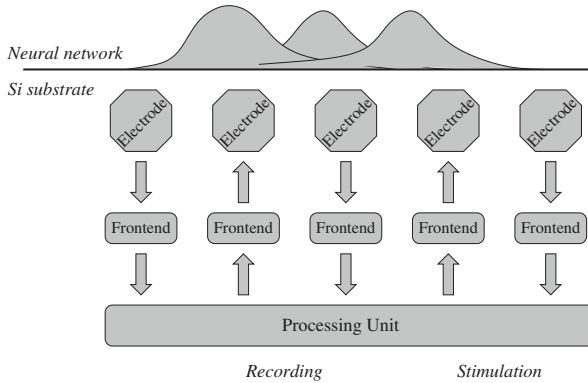 Neural network
Si substrate
Electrode Electrode Electrode Electrode Electrode
Frontend Frontend Frontend Frontend Frontend
Processing Unit
Recording Stimulation